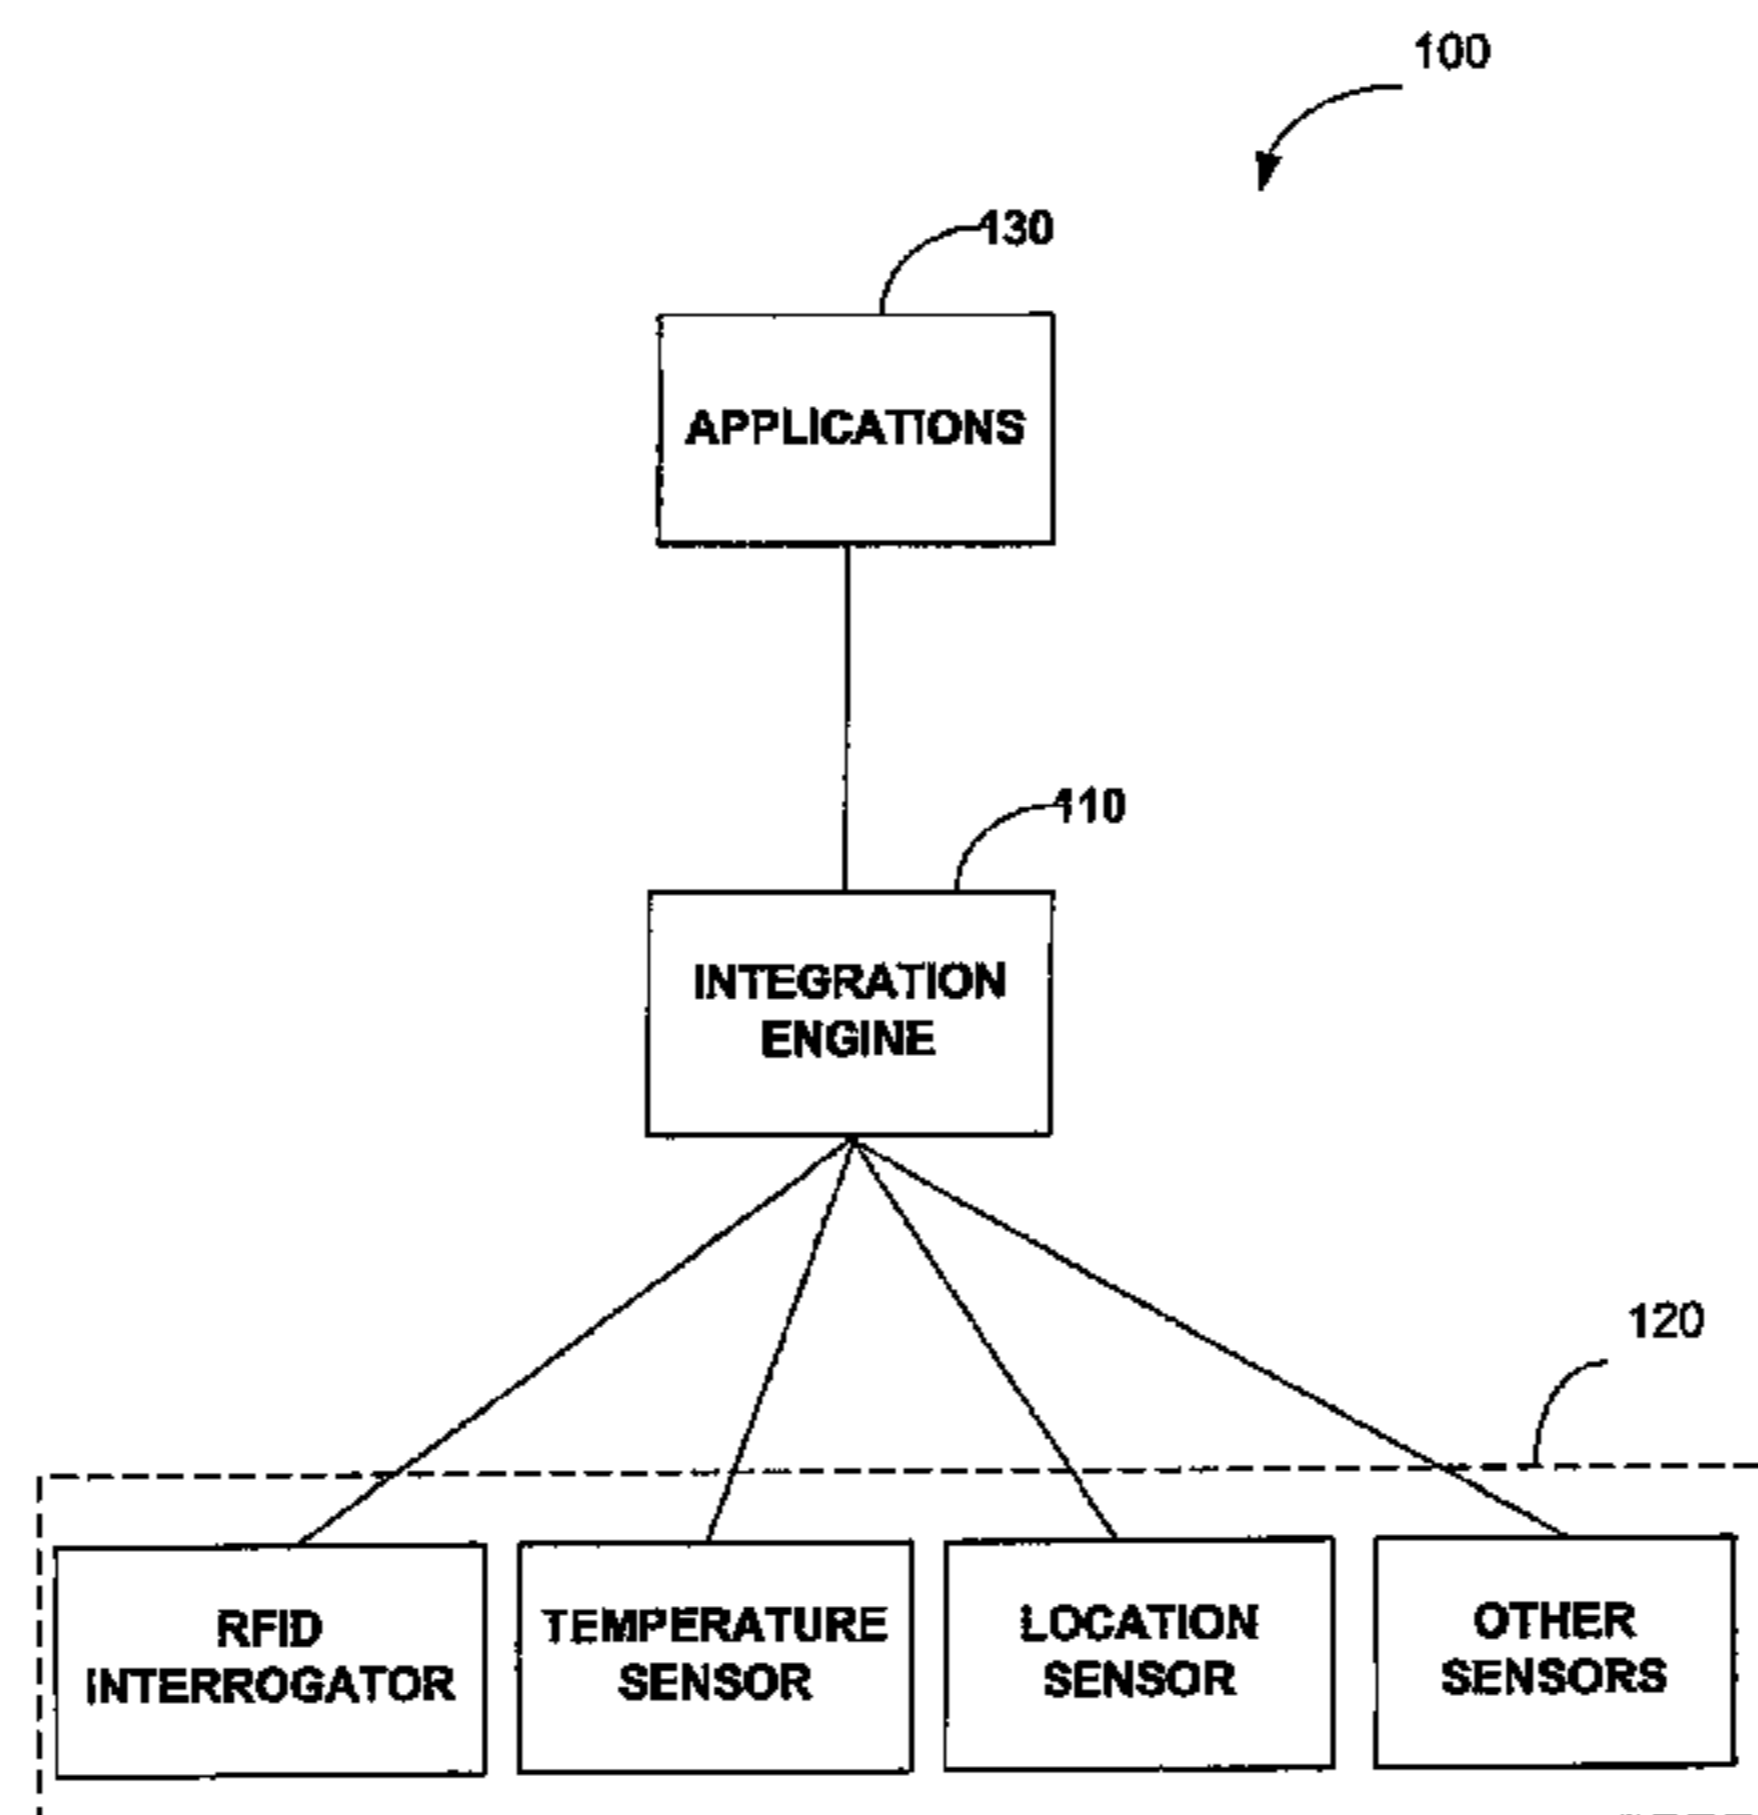 100
130
APPLICATIONS
110
INTEGRATION
ENGINE
120
RFID
INTERROGATOR
TEMPERATURE
SENSOR
LOCATION
SENSOR
OTHER
SENSORS